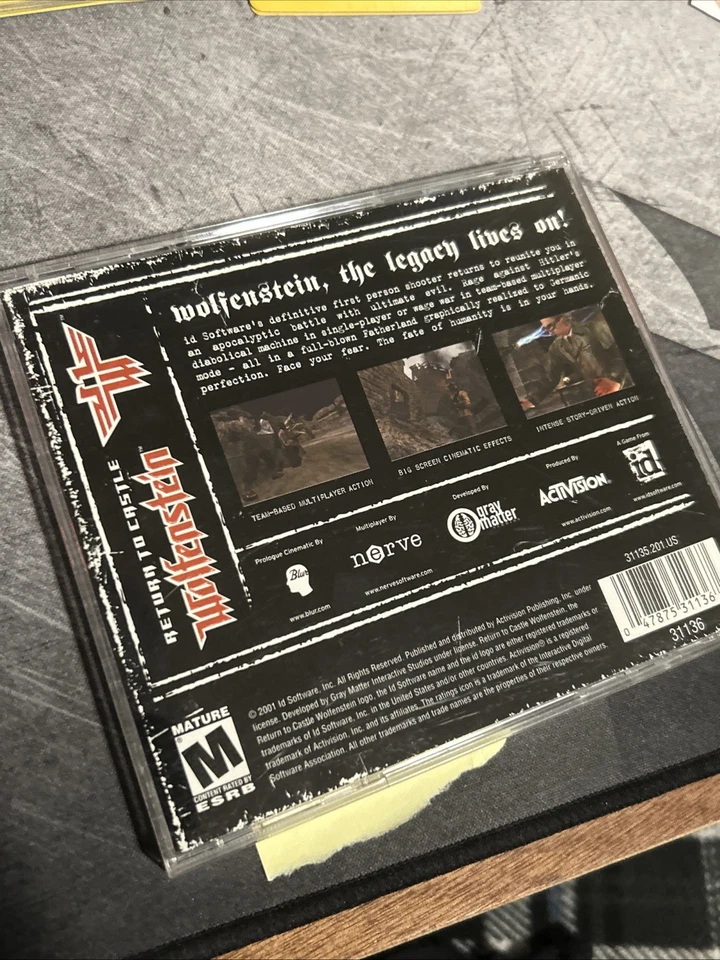 wolfenstein, the legacy lives on!
id Software's definitive first person shooter returns to reunite you in
an apocalyptic battle with ultimate evil. Rage against Hitler's
diabolical machine in single-player or wage war in team-based multiplayer
mode - all in a full-blown Fatherland graphically realized to Germanic
perfection. Face your fear. The fate of humanity is in your hands.
TEAM-BASED MULTIPLAYER ACTION
BIG SCREEN CINEMATIC EFFECTS
INTENSE STORY-DRIVEN ACTION
RETURN TO CASTLE
Wolfenstein
Prologue Cinematic By
Blur
www.blur.com
Multiplayer By
nerve
www.nervesoftware.com
Developed By
gray
matter
Produced By
ACTIVISION
www.activision.com
A Game From
id
www.idsoftware.com
31135.201.US
0 47875 31136
31136
MATURE
M
CONTENT RATED BY
ESRB
© 2001 Id Software, Inc. All Rights Reserved. Published and distributed by Activision Publishing, Inc. under
license. Developed by Gray Matter Interactive Studios under license. Return to Castle Wolfenstein, the
Return to Castle Wolfenstein logo, the Id Software name and the id logo are either registered trademarks or
trademarks of Id Software, Inc. in the United States and/or other countries. Activision® is a registered
trademark of Activision, Inc. and its affiliates. The ratings icon is a trademark of the Interactive Digital
Software Association. All other trademarks and trade names are the properties of their respective owners.